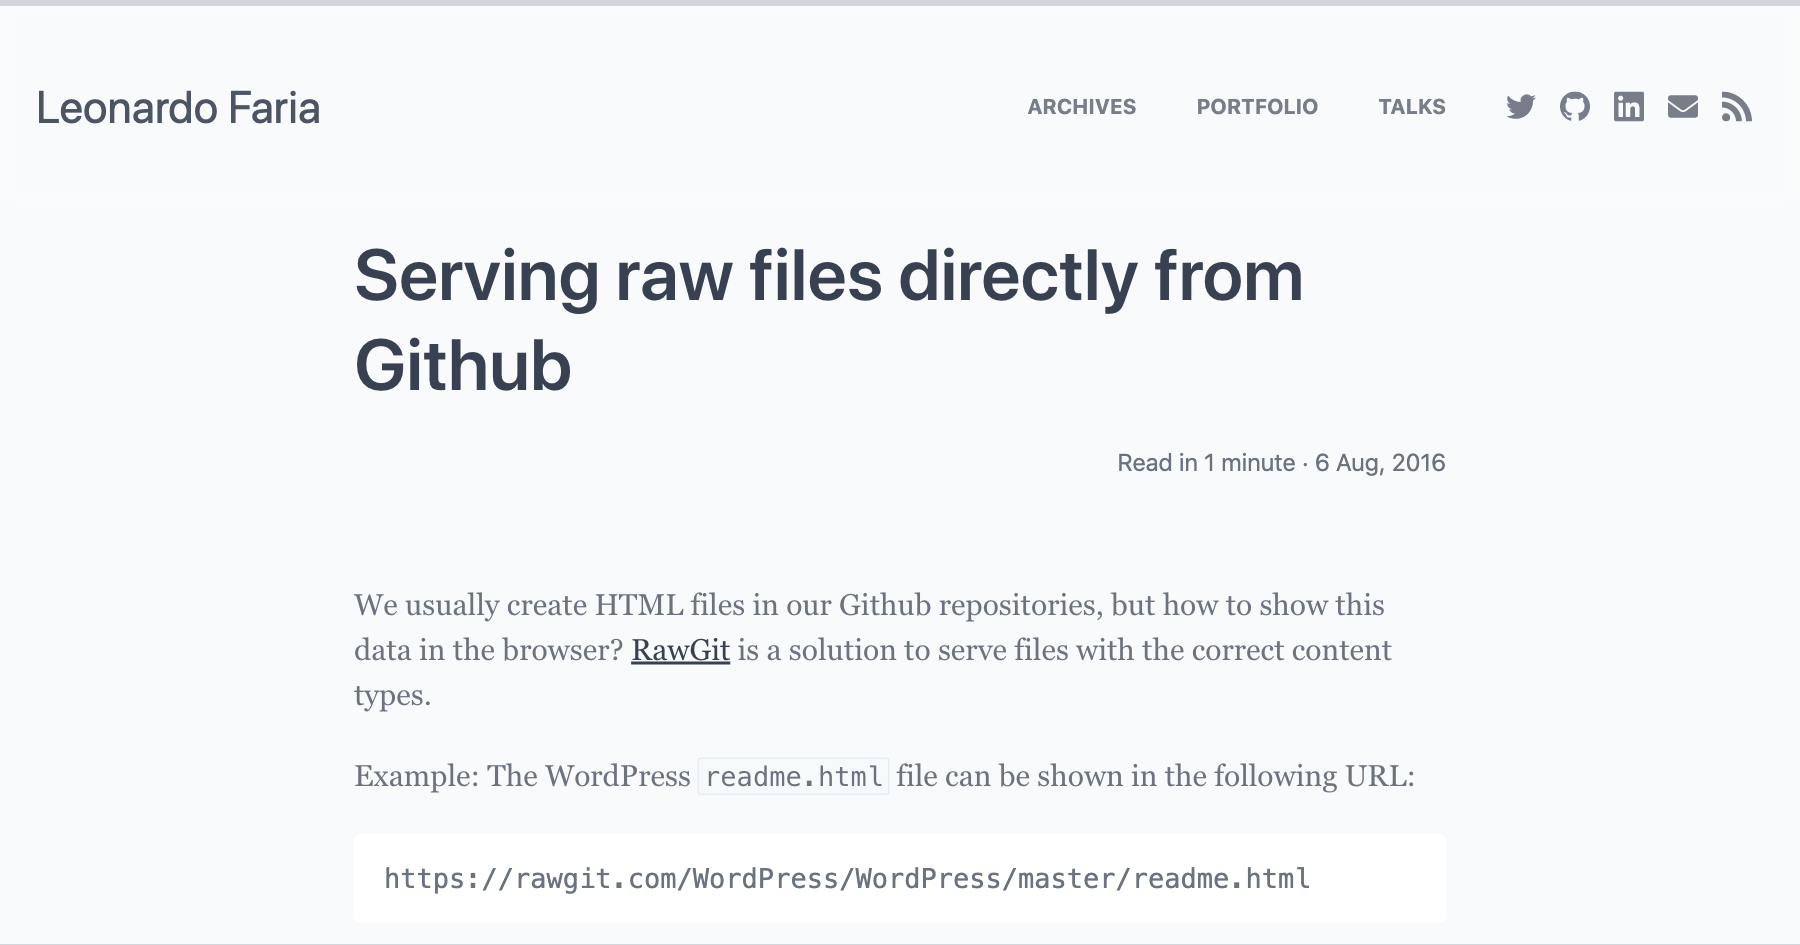 Leonardo Faria
ARCHIVES PORTFOLIO TALKS
Serving raw files directly from
Github
Read in 1 minute · 6 Aug, 2016
We usually create HTML files in our Github repositories, but how to show this
data in the browser? RawGit is a solution to serve files with the correct content
types.
Example: The WordPress readme.html file can be shown in the following URL:
https://rawgit.com/WordPress/WordPress/master/readme.html